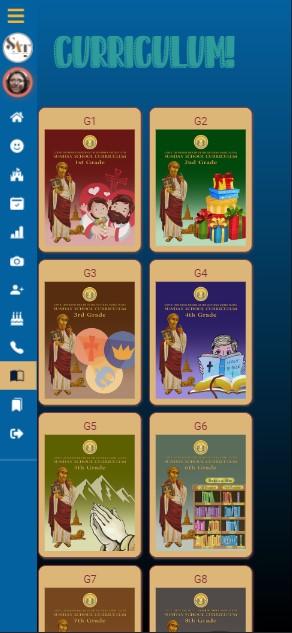 CURRICULUM!
G1
G2
SUNDAY SCHOOL CURRICULUM
1st Grade
SUNDAY SCHOOL CURRICULUM
2nd Grade
G3
G4
SUNDAY SCHOOL CURRICULUM
3rd Grade
SUNDAY SCHOOL CURRICULUM
4th Grade
G5
G6
SUNDAY SCHOOL CURRICULUM
5th Grade
SUNDAY SCHOOL CURRICULUM
6th Grade
G7
G8
SUNDAY SCHOOL CURRICULUM
7th Grade
SUNDAY SCHOOL CURRICULUM
8th Grade